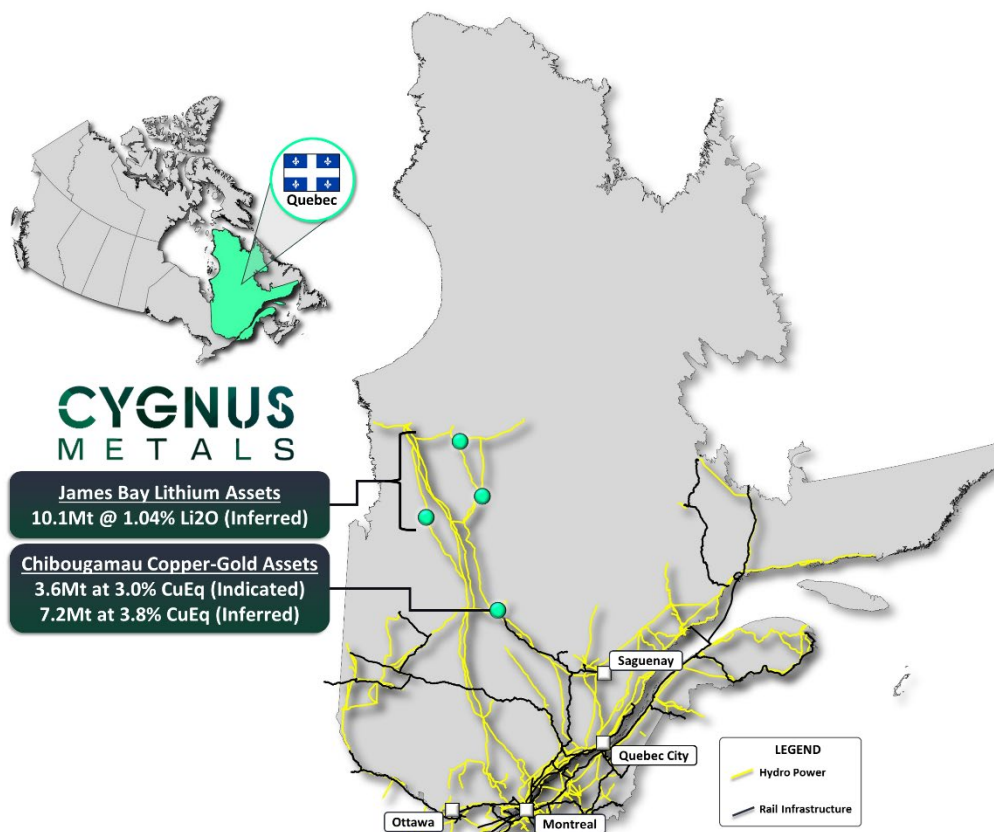 Quebec
CYGNUS
METALS
James Bay Lithium Assets
10.1Mt @ 1.04% Li2O (Inferred)
Chibougamau Copper-Gold Assets
3.6Mt at 3.0% CuEq (Indicated)
7.2Mt at 3.8% CuEq (Inferred)
Saguenay
Quebec City
Ottawa
Montreal
LEGEND
Hydro Power
Rail Infrastructure